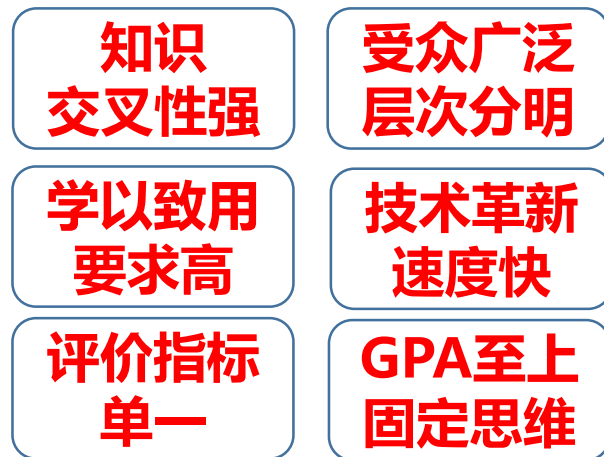 知识
交叉性强
受众广泛
层次分明
学以致用
要求高
技术革新
速度快
评价指标
单一
GPA至上
固定思维